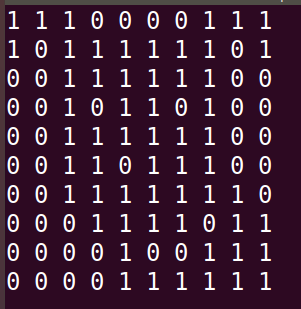 1 1 1 0 0 0 0 1 1 1
1 0 1 1 1 1 1 1 0 1
0 0 1 1 1 1 1 1 0 0
0 0 1 0 1 1 0 1 0 0
0 0 1 1 1 1 1 1 0 0
0 0 1 1 0 1 1 1 0 0
0 0 1 1 1 1 1 1 1 0
0 0 0 1 1 1 1 0 1 1
0 0 0 0 1 0 0 1 1 1
0 0 0 0 1 1 1 1 1 1